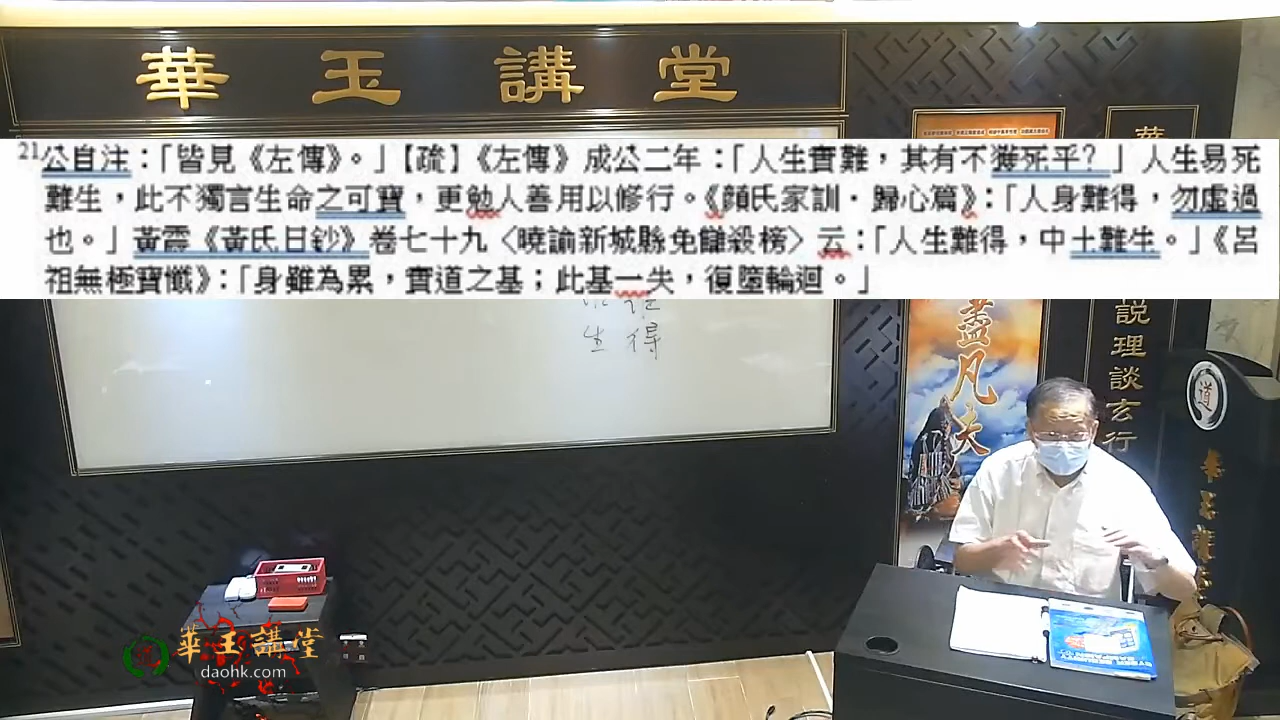 華玉講堂
21公自注：「皆見《左傳》。」【疏】《左傳》成公二年：「人生實難，其有不獲死乎？」人生易死
難生，此不獨言生命之可寶，更勉人善用以修行。《顏氏家訓·歸心篇》：「人身難得，勿虛過
也。」黃震《黃氏日鈔》卷七十九〈曉諭新城縣免讎殺榜〉云：「人生難得，中土難生。」《呂
祖無極寶懺》：「身雖為累，實道之基；此基一失，復墮輪迴。」
難得
生
盡凡夫
說理談玄行
道
華玉講堂
daohk.com